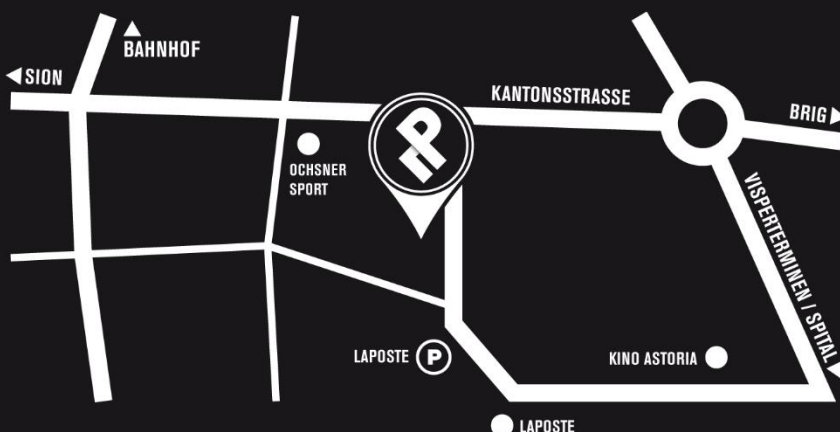 BAHNHOF
SION
KANTONSSTRASSE
BRIG
OCHSNER
SPORT
VISPERTERMINEN / SPITAL
LAPOSTE P
KINO ASTORIA
LAPOSTE